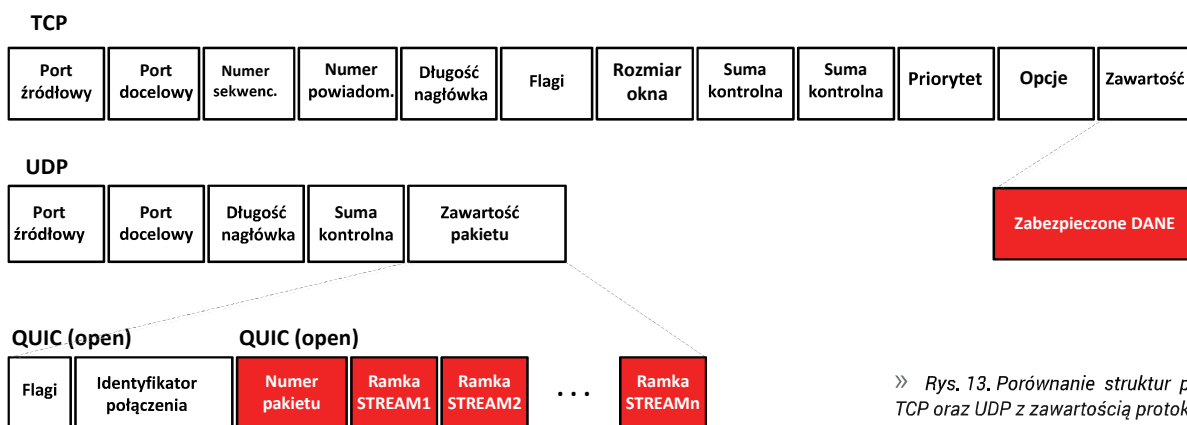 TCP
Port źródłowy
Port docelowy
Numer sekwenc.
Numer powiadom.
Długość nagłówka
Flagi
Rozmiar okna
Suma kontrolna
Suma kontrolna
Priorytet
Opcje
Zawartość
UDP
Port źródłowy
Port docelowy
Długość nagłówka
Suma kontrolna
Zawartość pakietu
Zabezpieczone DANE
QUIC (open)
QUIC (open)
Flagi
Identyfikator połączenia
Numer pakietu
Ramka STREAM1
Ramka STREAM2
...
Ramka STREAMn
» Rys. 13. Porównanie struktur
TCP oraz UDP z zawartością